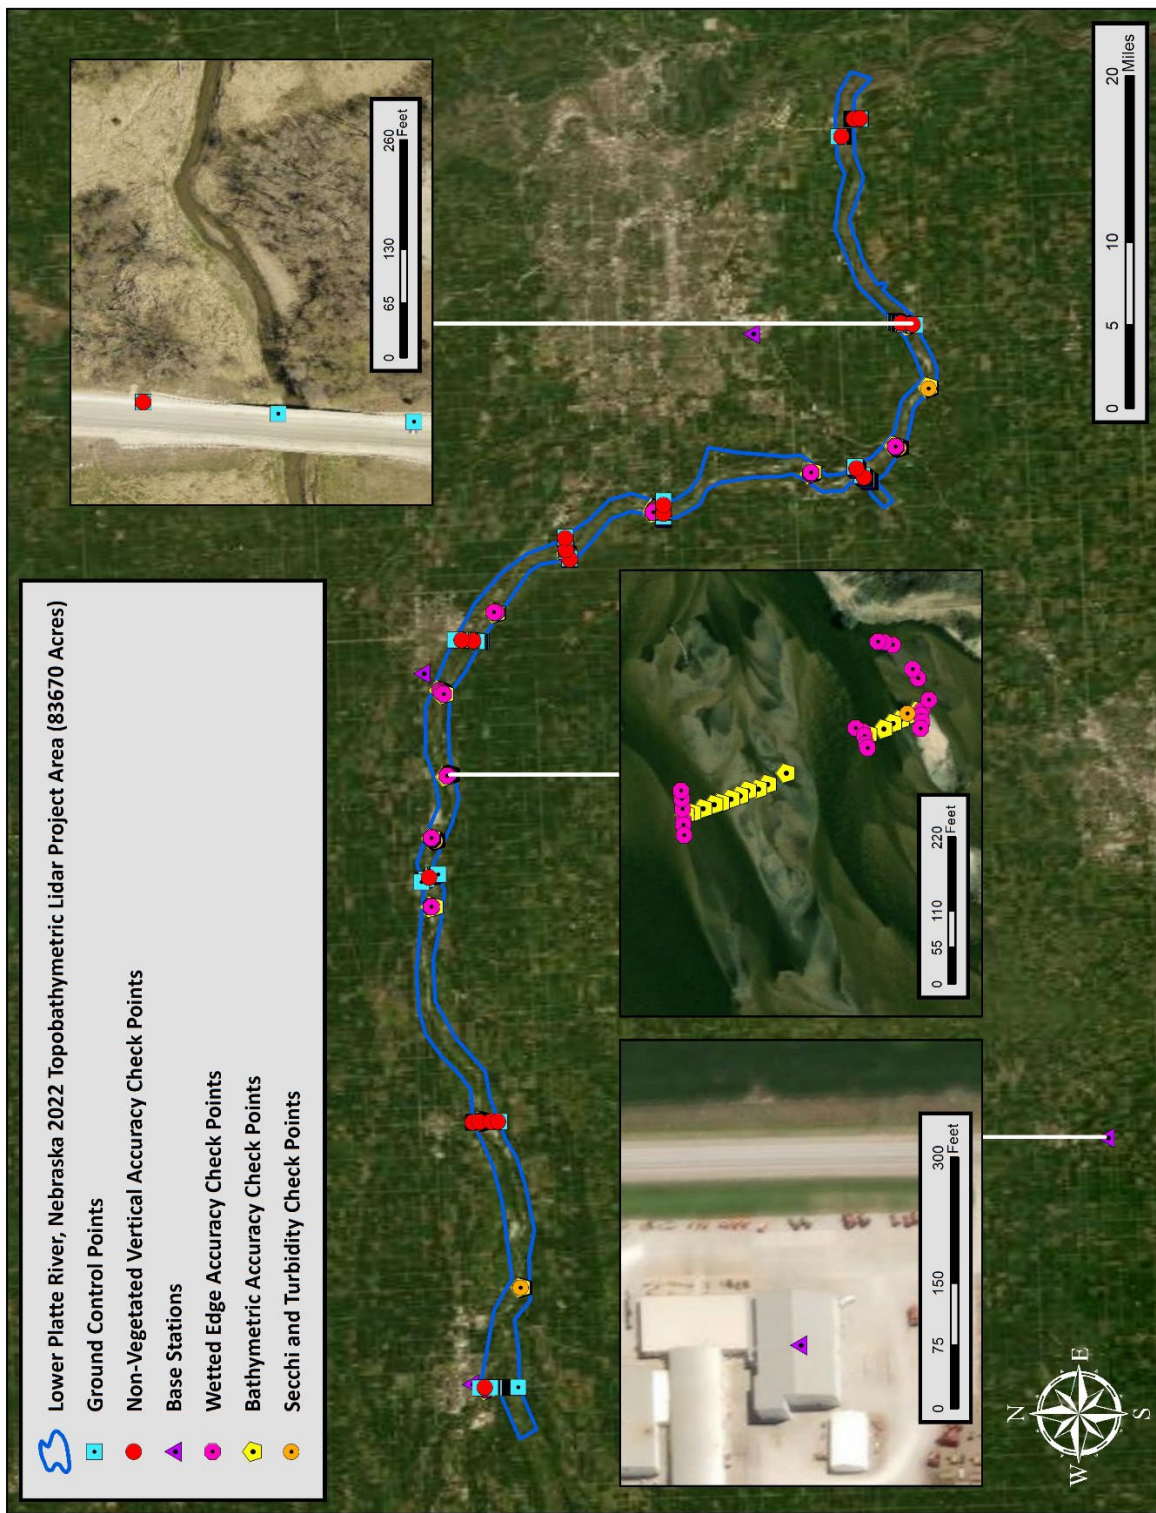 Lower Platte River, Nebraska 2022 Topobathymetric Lidar Project Area (83670 Acres)
Ground Control Points
Non-Vegetated Vertical Accuracy Check Points
Base Stations
Wetted Edge Accuracy Check Points
Bathymetric Accuracy Check Points
Secchi and Turbidity Check Points
0 65 130 260
Feet
0 75 150 300
Feet
0 55 110 220
Feet
0 5 10 20
Miles
N
W E
S